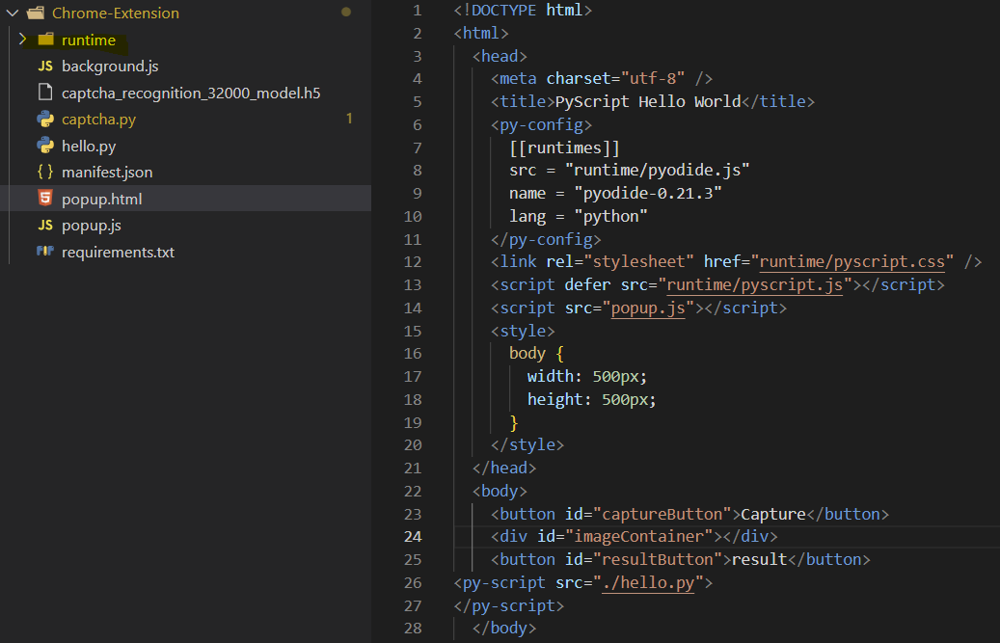 Chrome-Extension
runtime
JS background.js
captcha_recognition_32000_model.h5
captcha.py 1
hello.py
{ } manifest.json
5 popup.html
JS popup.js
pip requirements.txt
1 <!DOCTYPE html>
2 <html>
3 <head>
4 <meta charset="utf-8" />
5 <title>PyScript Hello World</title>
6 <py-config>
7 [[runtimes]]
8 src = "runtime/pyodide.js"
9 name = "pyodide-0.21.3"
10 lang = "python"
11 </py-config>
12 <link rel="stylesheet" href="runtime/pyscript.css" />
13 <script defer src="runtime/pyscript.js"></script>
14 <script src="popup.js"></script>
15 <style>
16 body {
17 width: 500px;
18 height: 500px;
19 }
20 </style>
21 </head>
22 <body>
23 <button id="captureButton">Capture</button>
24 <div id="imageContainer"></div>
25 <button id="resultButton">result</button>
26 <py-script src="./hello.py">
27 </py-script>
28 </body>